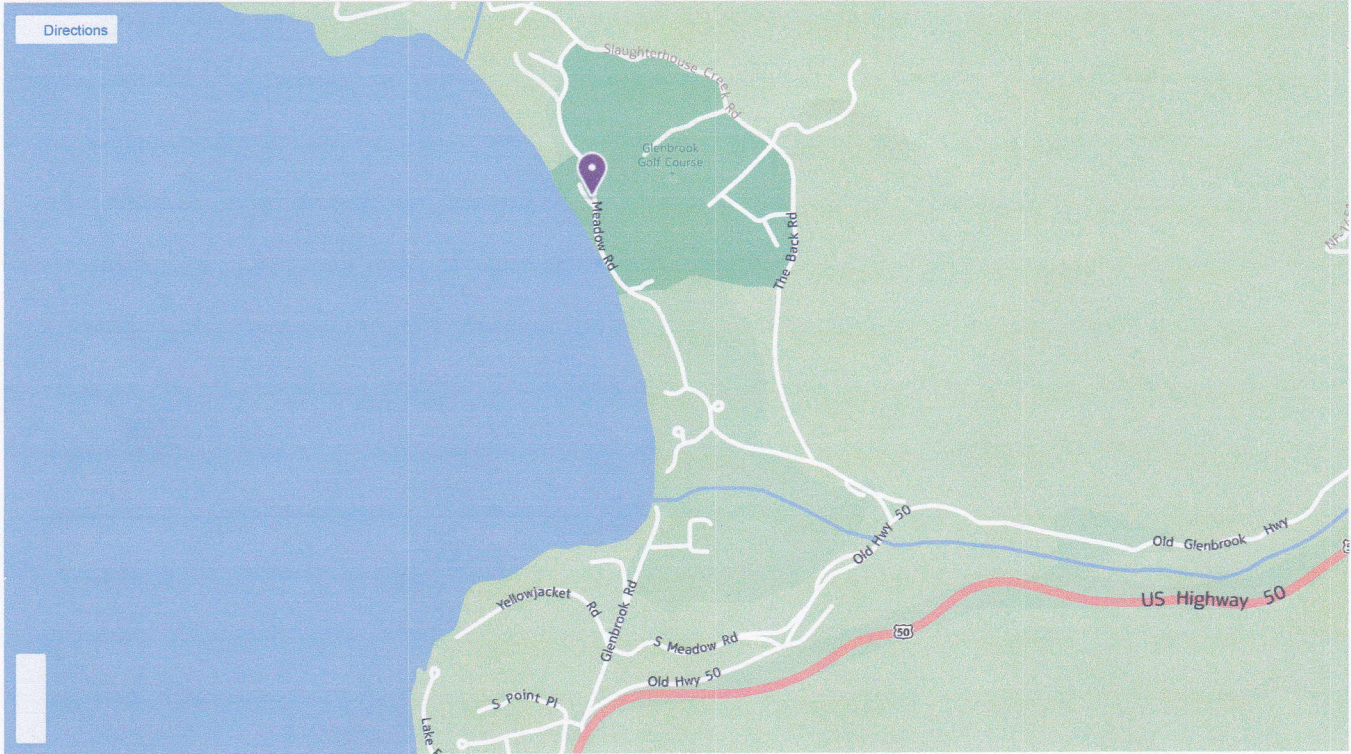 Directions
Slaughterhouse Creek Rd
Glenbrook
Golf Course
Meadow Rd
The Back Rd
Old Hwy 50
Old Glenbrook Hwy
US Highway 50
50
Yellowjacket Rd
Glenbrook Rd
S Meadow Rd
Old Hwy 50
S Point Pl
Lake